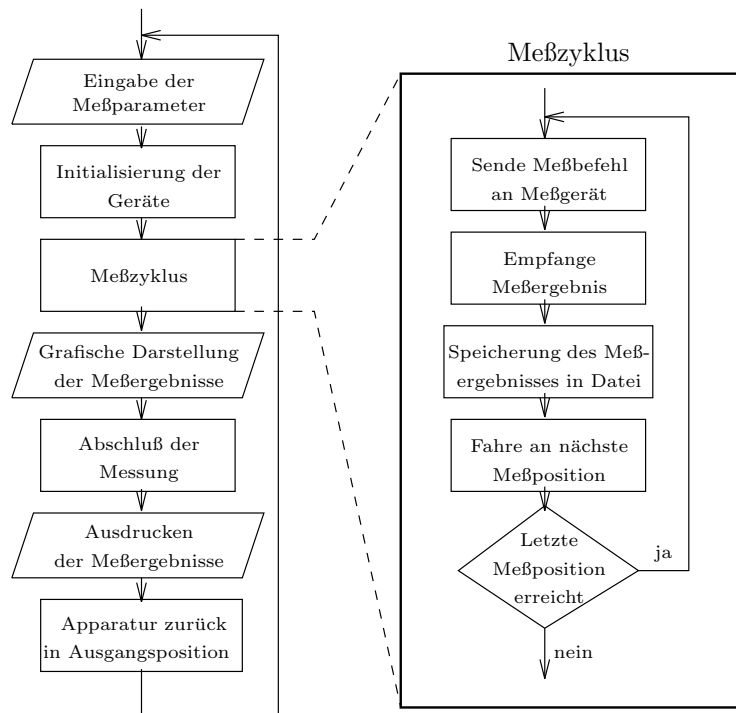 Eingabe der
Meßparameter
Initialisierung der
Geräte
Meßzyklus
Grafische Darstellung
der Meßergebnisse
Abschluß der
Messung
Ausdrucken
der Meßergebnisse
Apparatur zurück
in Ausgangsposition
Meßzyklus
Sende Meßbefehl
an Meßgerät
Empfange
Meßergebnis
Speicherung des Meß-
ergebnisses in Datei
Fahre an nächste
Meßposition
Letzte
Meßposition
erreicht
ja
nein